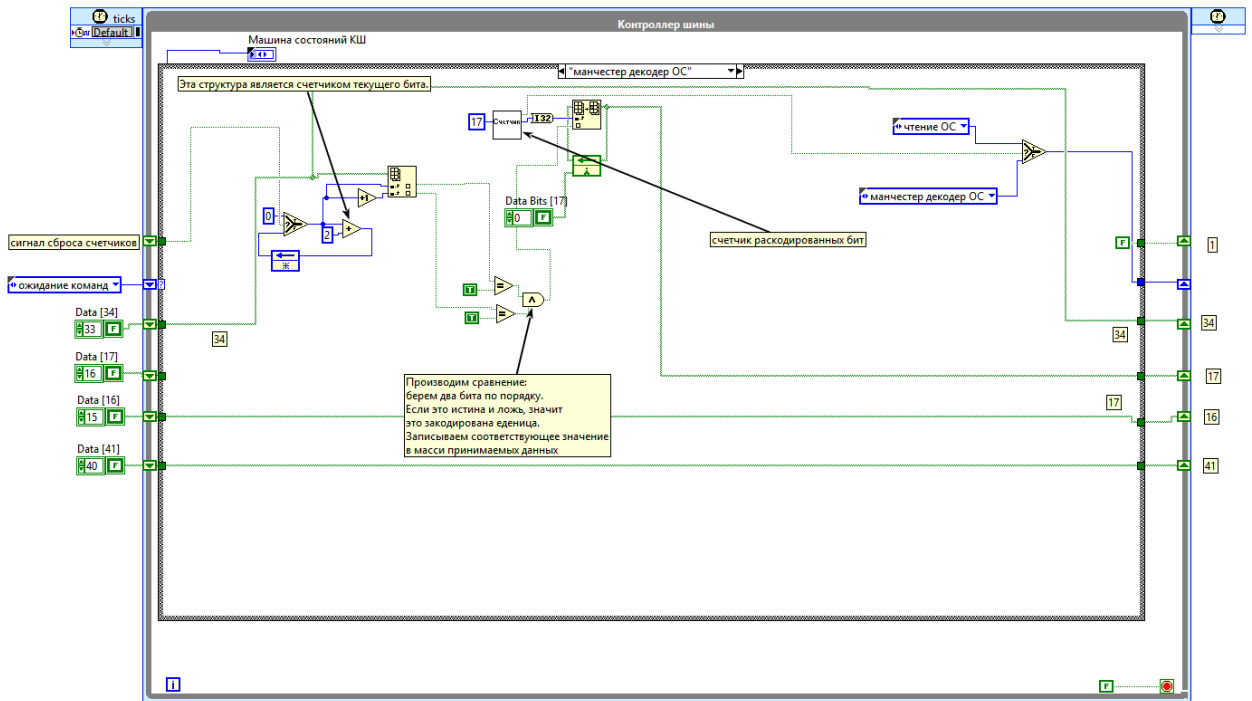 ticks
Default
Контроллер шины
Машина состояний КШ
"манчестер декодер ОС"
Эта структура является счетчиком текущего бита.
17
Счетчик
I32
чтение ОС
+1
Data Bits [17]
0
F
манчестер декодер ОС
0
2
+
счетчик раскодированных бит
сигнал сброса счетчиков
F
1
ожидание команд
?
T
=
T
=
Λ
Data [34]
33
F
34
34
34
Data [17]
16
F
17
Производим сравнение:
берем два бита по порядку.
Если это истина и ложь, значит
это закодирована еденица.
Записываем соответствующее значение
в масси принимаемых данных
Data [16]
15
F
17
16
Data [41]
40
F
41
i
F